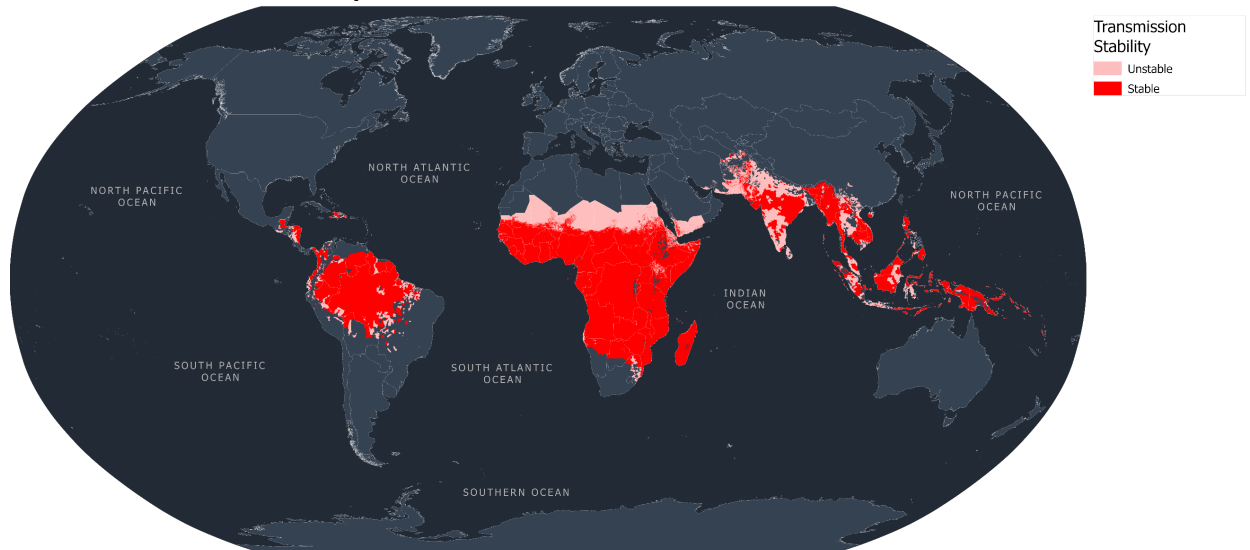 Transmission
Stability
Unstable
Stable
NORTH ATLANTIC
OCEAN
NORTH PACIFIC
OCEAN
NORTH PACIFIC
OCEAN
INDIAN
OCEAN
SOUTH PACIFIC
OCEAN
SOUTH ATLANTIC
OCEAN
SOUTHERN OCEAN